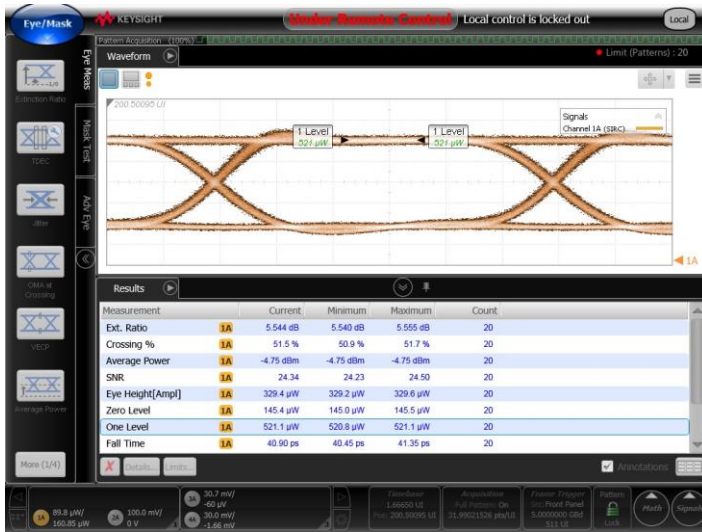 Eye/Mask
KEYSIGHT
Under Remote Control
Local control is locked out
Local
Pattern Acquisition (100%)
Waveform
Limit (Patterns) : 20
Eye Meas
Mask Test
Adv Eye
Extinction Ratio
TDEC
Jitter
OMA at
Crossing
VECP
Average Power
More (1/4)
200.50095 UI
1 Level
521 µW
1 Level
521 µW
Signals
Channel 1A (SIRC)
1A
Results
Measurement Current Minimum Maximum Count
Ext. Ratio 1A 5.544 dB 5.540 dB 5.555 dB 20
Crossing % 1A 51.5 % 50.9 % 51.7 % 20
Average Power 1A -4.75 dBm -4.75 dBm -4.75 dBm 20
SNR 1A 24.34 24.23 24.50 20
Eye Height[Ampl] 1A 329.4 µW 329.2 µW 329.6 µW 20
Zero Level 1A 145.4 µW 145.0 µW 145.5 µW 20
One Level 1A 521.1 µW 520.8 µW 521.1 µW 20
Fall Time 1A 40.90 ps 40.45 ps 41.35 ps 20
Details... Limits...
Annotations
1A 89.8 µW/
160.85 µW
2A 100.0 mV/
0 V
3A 30.7 mV/
-60 µV
4A 30.0 mV/
-1.66 mV
Timebase
1.66650 UI
Pos: 200.50095 UI
Acquisition
Full Pattern: On
31.99021526 pts/UI
Frame Trigger
Src: Front Panel
5.0000000 GBd
511 UI
Pattern
Lock
Math
Signals